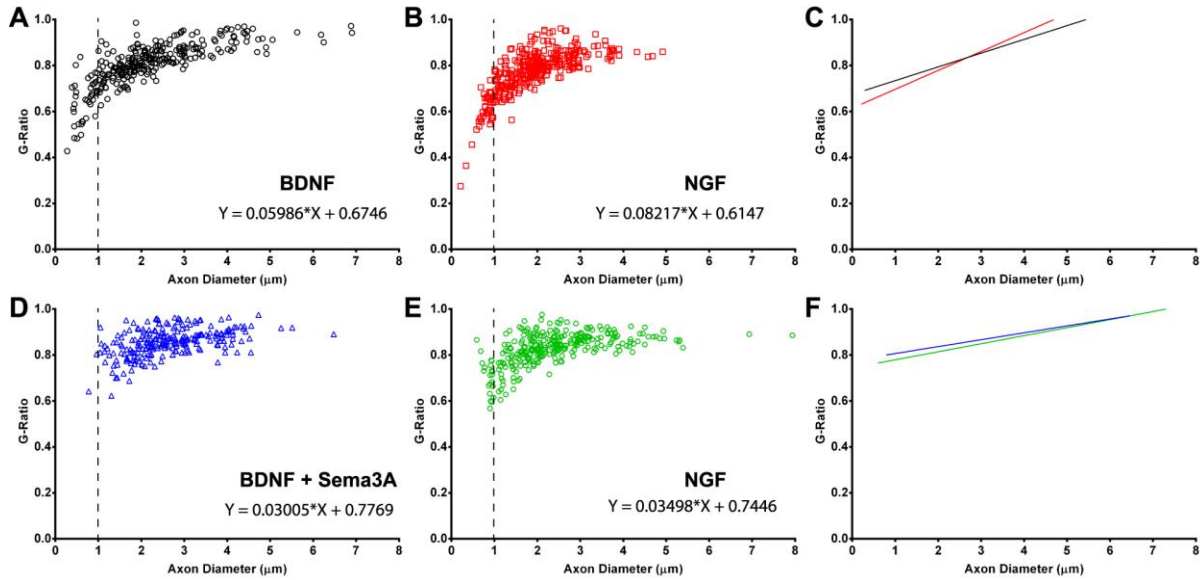 A
1.0
0.8
0.6
0.4
0.2
0.0
G-Ratio
BDNF
Y = 0.05986*X + 0.6746
0 1 2 3 4 5 6 7 8
Axon Diameter (μm)
B
1.0
0.8
0.6
0.4
0.2
0.0
G-Ratio
NGF
Y = 0.08217*X + 0.6147
0 1 2 3 4 5 6 7 8
Axon Diameter (μm)
C
1.0
0.8
0.6
0.4
0.2
0.0
G-Ratio
0 1 2 3 4 5 6 7 8
Axon Diameter (μm)
D
1.0
0.8
0.6
0.4
0.2
0.0
G-Ratio
BDNF + Sema3A
Y = 0.03005*X + 0.7769
0 1 2 3 4 5 6 7 8
Axon Diameter (μm)
E
1.0
0.8
0.6
0.4
0.2
0.0
G-Ratio
NGF
Y = 0.03498*X + 0.7446
0 1 2 3 4 5 6 7 8
Axon Diameter (μm)
F
1.0
0.8
0.6
0.4
0.2
0.0
G-Ratio
0 1 2 3 4 5 6 7 8
Axon Diameter (μm)